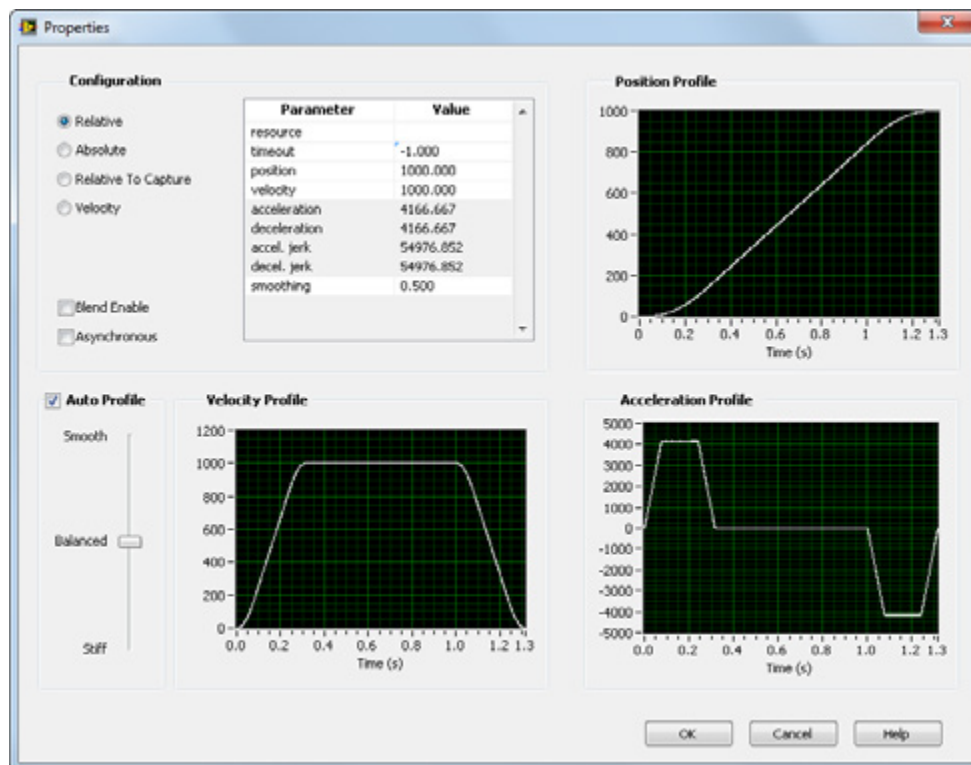 Properties
Configuration
Relative
Absolute
Relative To Capture
Velocity
Blend Enable
Asynchronous
Parameter Value
resource
timeout -1.000
position 1000.000
velocity 1000.000
acceleration 4166.667
deceleration 4166.667
accel. jerk 54976.852
decel. jerk 54976.852
smoothing 0.500
Position Profile
1000
800
600
400
200
0
0 0.2 0.4 0.6 0.8 1.0 1.2 1.3
Time (s)
Auto Profile
Smooth
Balanced
Stiff
Velocity Profile
1200
1000
800
600
400
200
0
0.0 0.2 0.4 0.6 0.8 1.0 1.2 1.3
Time (s)
Acceleration Profile
5000
4000
3000
2000
1000
0
-1000
-2000
-3000
-4000
-5000
0.0 0.2 0.4 0.6 0.8 1.0 1.2 1.3
Time (s)
OK Cancel Help